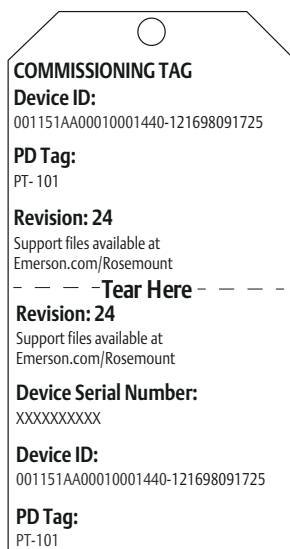 COMMISSIONING TAG
Device ID:
001151AA00010001440-121698091725
PD Tag:
PT- 101
Revision: 24
Support files available at
Emerson.com/Rosemount
Tear Here
Revision: 24
Support files available at
Emerson.com/Rosemount
Device Serial Number:
XXXXXXXXXX
Device ID:
001151AA00010001440-121698091725
PD Tag:
PT-101